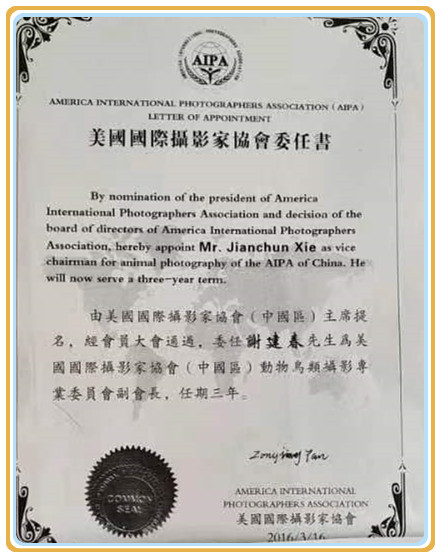 AIPA
AMERICA INTERNATIONAL PHOTOGRAPHERS ASSOCIATION（AIPA）
LETTER OF APPOINTMENT
美國國際攝影家協會委任書
By nomination of the president of America
International Photographers Association and decision of the
board of directors of America International Photographers
Association, hereby appoint Mr. Jianchun Xie as vice
chairman for animal photography of the AIPA of China. He
will now serve a three-year term.
由美國國際攝影家協會（中國區）主席提
名，經會員大會通過，委任謝建春先生爲美
國國際攝影家協會（中國區）動物鳥類攝影專
業委員會副會長，任期三年。
COMMON
SEAL
AMERICA INTERNATIONAL
PHOTOGRAPHERS ASSOCIATION
美國國際攝影家協會
2016/3/16